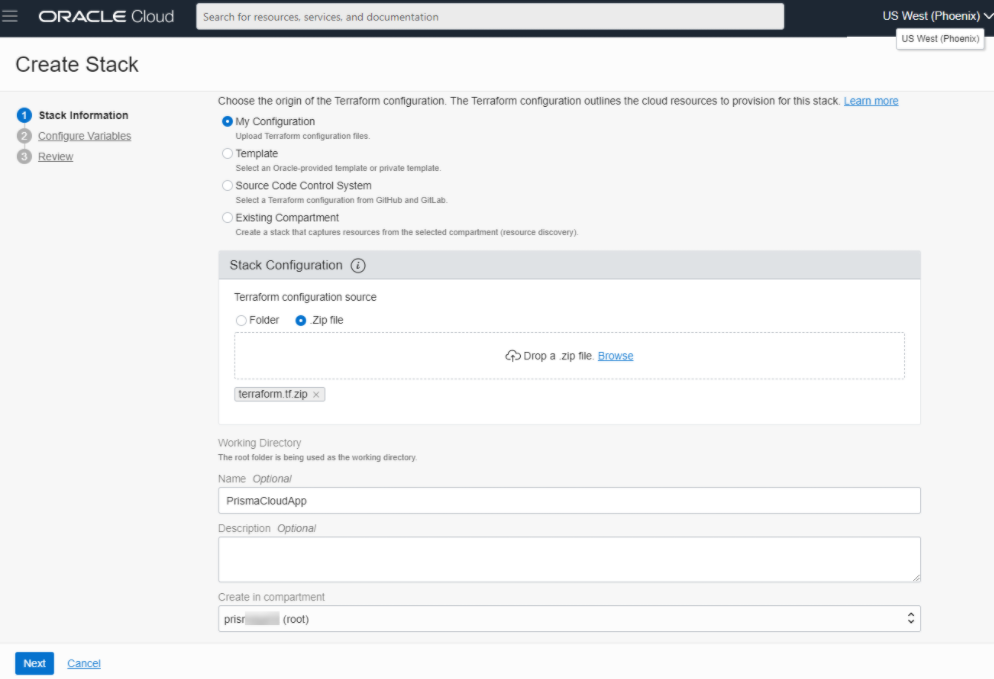 ORACLE Cloud
Search for resources, services, and documentation
US West (Phoenix)
US West (Phoenix)
Create Stack
1 Stack Information
2 Configure Variables
3 Review
Choose the origin of the Terraform configuration. The Terraform configuration outlines the cloud resources to provision for this stack. Learn more
My Configuration
Upload Terraform configuration files.
Template
Select an Oracle-provided template or private template.
Source Code Control System
Select a Terraform configuration from GitHub and GitLab.
Existing Compartment
Create a stack that captures resources from the selected compartment (resource discovery).
Stack Configuration
Terraform configuration source
Folder .Zip file
Drop a .zip file. Browse
terraform.tf.zip ×
Working Directory
The root folder is being used as the working directory.
Name Optional
PrismaCloudApp
Description Optional
Create in compartment
(root)
Next Cancel